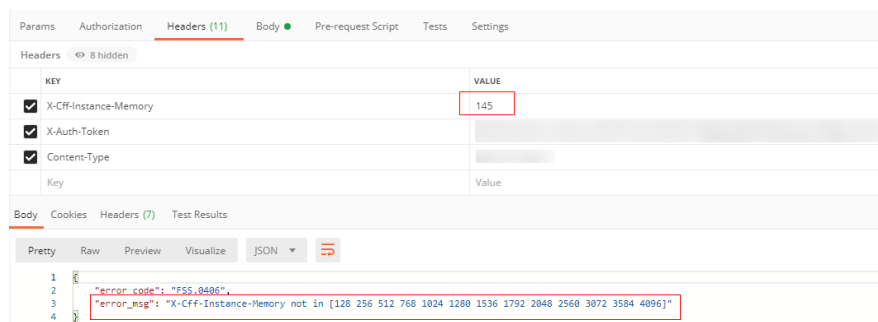 Params Authorization Headers (11) Body Pre-request Script Tests Settings
Headers 8 hidden
KEY VALUE
X-Cff-Instance-Memory 145
X-Auth-Token
Content-Type
Key Value
Body Cookies Headers (7) Test Results
Pretty Raw Preview Visualize JSON
1 {
2 "error_code": "FSS.0406",
3 "error_msg": "X-Cff-Instance-Memory not in [128 256 512 768 1024 1280 1536 1792 2048 2560 3072 3584 4096]"
4 }